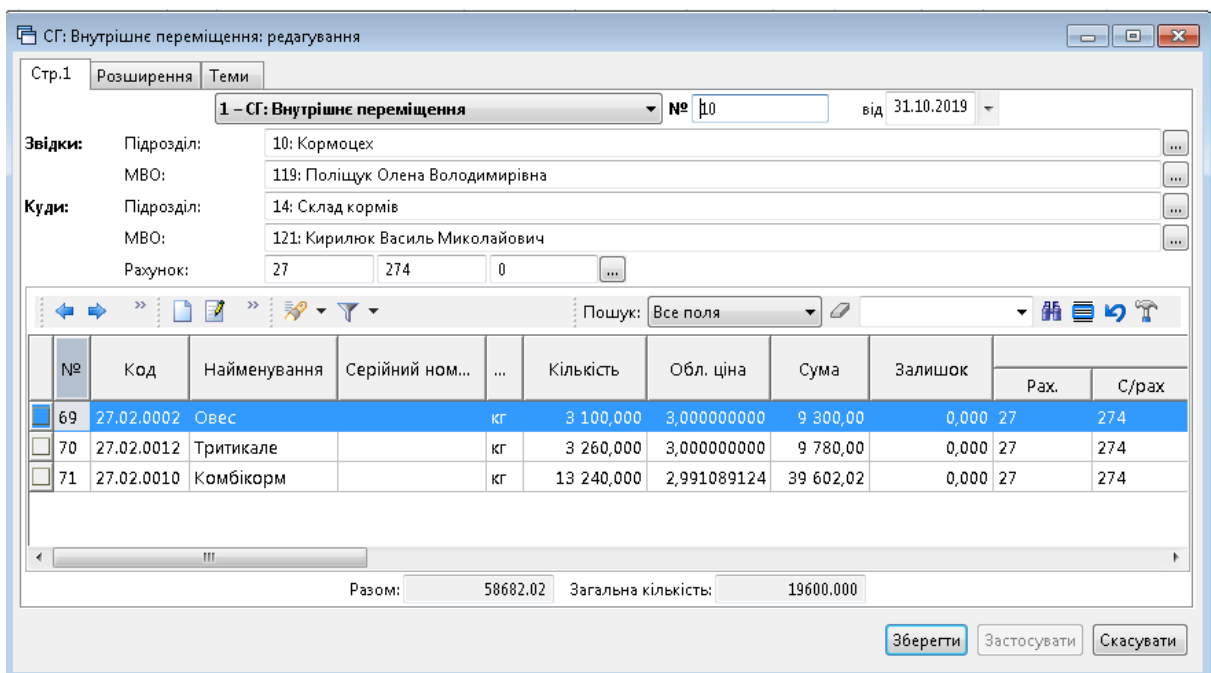 СГ: Внутрішнє переміщення: редагування
Стр.1 Розширення Теми
1 – СГ: Внутрішнє переміщення № 10 від 31.10.2019
Звідки: Підрозділ: 10: Кормоцех ...
МВО: 119: Поліщук Олена Володимирівна ...
Куди: Підрозділ: 14: Склад кормів ...
МВО: 121: Кирилюк Василь Миколайович ...
Рахунок: 27 274 0 ...
» » Пошук: Все поля
№ Код Найменування Серійний ном... ... Кількість Обл. ціна Сума Залишок Рах. С/рах
69 27.02.0002 Овес кг 3 100,000 3,000000000 9 300,00 0,000 27 274
70 27.02.0012 Тритикале кг 3 260,000 3,000000000 9 780,00 0,000 27 274
71 27.02.0010 Комбікорм кг 13 240,000 2,991089124 39 602,02 0,000 27 274
Разом: 58682.02 Загальна кількість: 19600.000
Зберегти Застосувати Скасувати